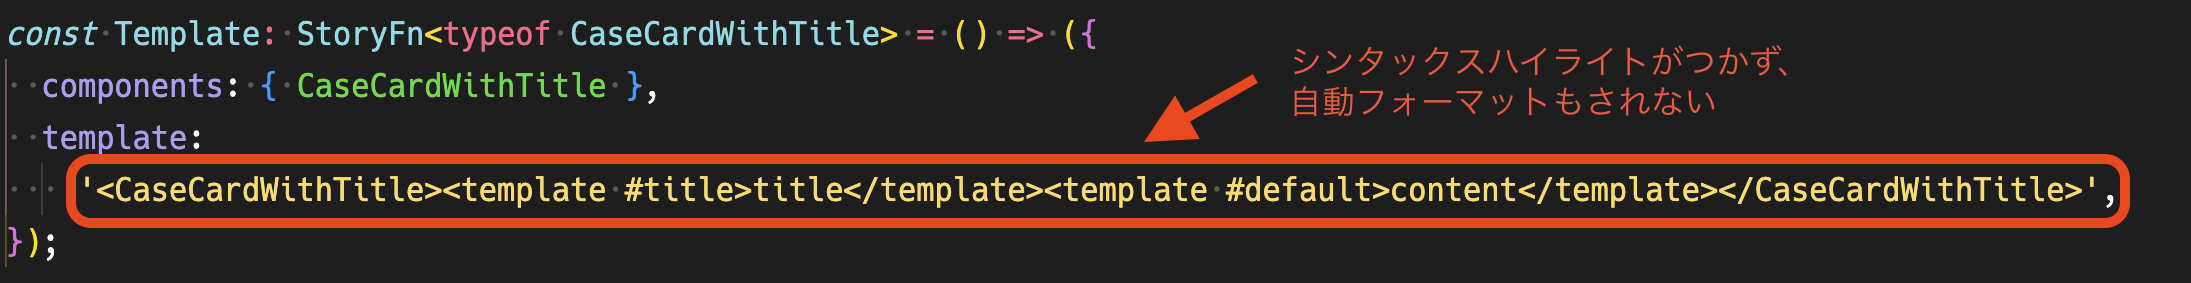 const Template: StoryFn<typeof CaseCardWithTitle> = () => ({
シンタックスハイライトがつかず、
components: { CaseCardWithTitle },
自動フォーマットもされない
template:
'<CaseCardWithTitle><template #title>title</template><template #default>content</template></CaseCardWithTitle>',
});